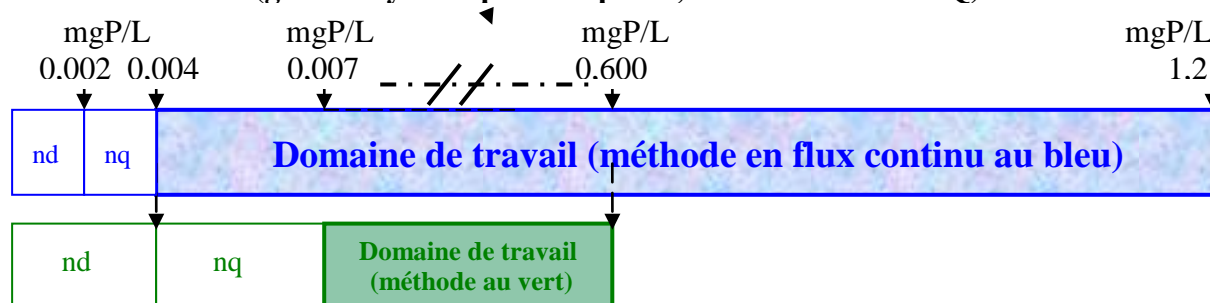 mgP/L mgP/L mgP/L mgP/L
0.002 0.004 0.007 0.600 1.2
nd nq Domaine de travail (méthode en flux continu au bleu)
nd nq Domaine de travail
(méthode au vert)